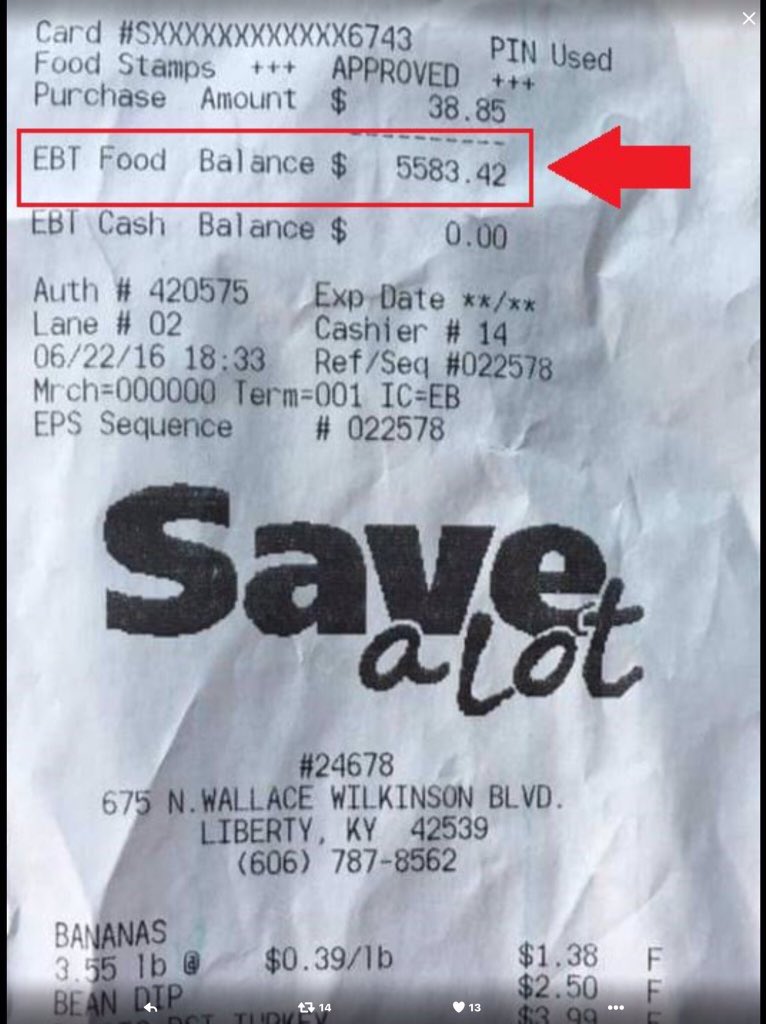 Card #SXXXXXXXXXXXX6743 PIN Used
Food Stamps +++ APPROVED +++
Purchase Amount $ 38.85
EBT Food Balance $ 5583.42
EBT Cash Balance $ 0.00
Auth # 420575 Exp Date **/**
Lane # 02 Cashier # 14
06/22/16 18:33 Ref/Seq #022578
Mrch=000000 Term=001 IC=EB
EPS Sequence # 022578
Save
a lot
#24678
675 N.WALLACE WILKINSON BLVD.
LIBERTY, KY 42539
(606) 787-8562
BANANAS
3.55 lb @ $0.39/lb $1.38 F
BEAN DIP $2.50 F
TURKEY $3.99 F
14 13